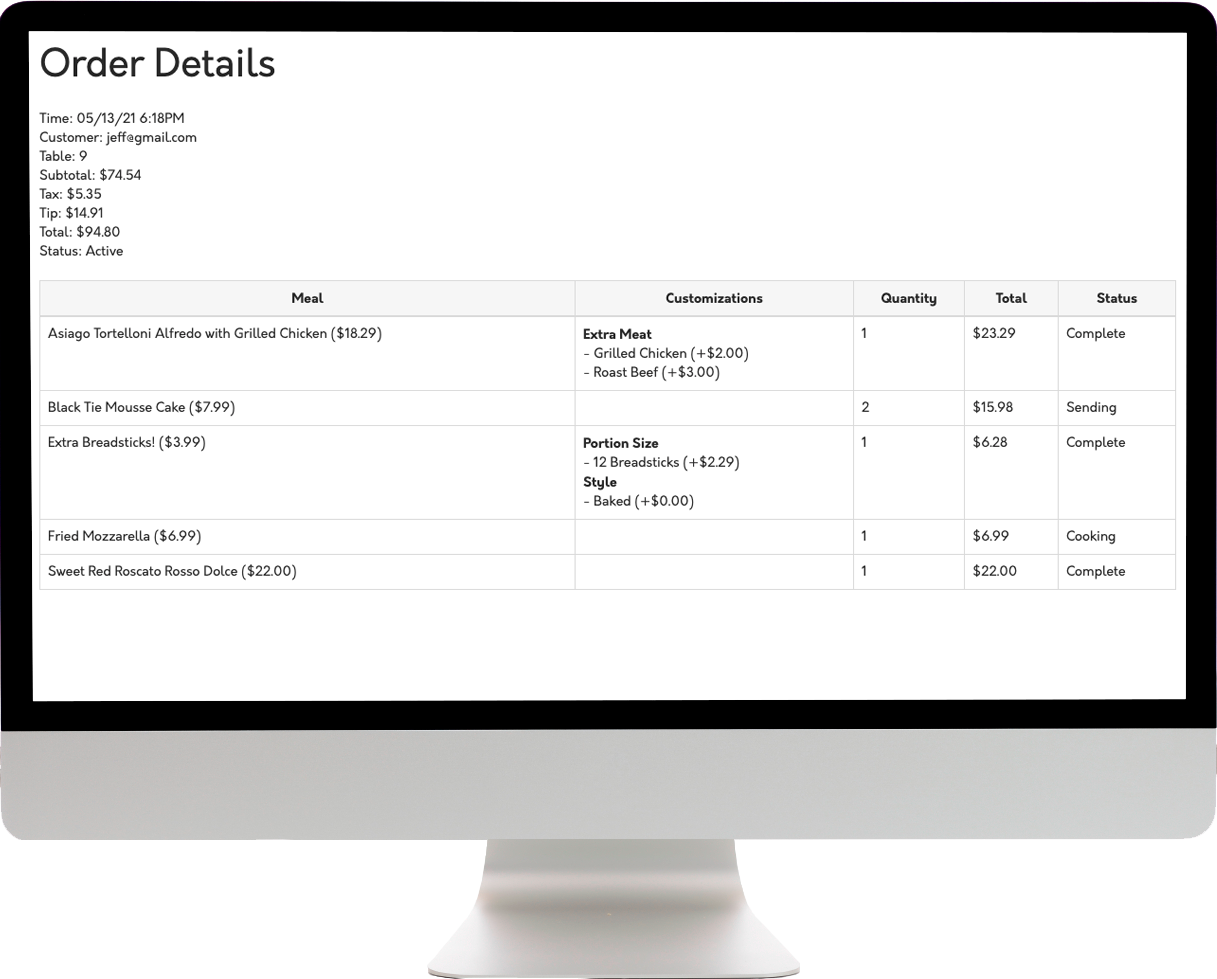 Order Details
Time: 05/13/21 6:18PM
Customer: jeff@gmail.com
Table: 9
Subtotal: $74.54
Tax: $5.35
Tip: $14.91
Total: $94.80
Status: Active
Meal Customizations Quantity Total Status
Asiago Tortelloni Alfredo with Grilled Chicken ($18.29) Extra Meat 1 $23.29 Complete
- Grilled Chicken (+$2.00)
- Roast Beef (+$3.00)
Black Tie Mousse Cake ($7.99) 2 $15.98 Sending
Extra Breadsticks! ($3.99) Portion Size 1 $6.28 Complete
- 12 Breadsticks (+$2.29)
Style
- Baked (+$0.00)
Fried Mozzarella ($6.99) 1 $6.99 Cooking
Sweet Red Roscato Rosso Dolce ($22.00) 1 $22.00 Complete